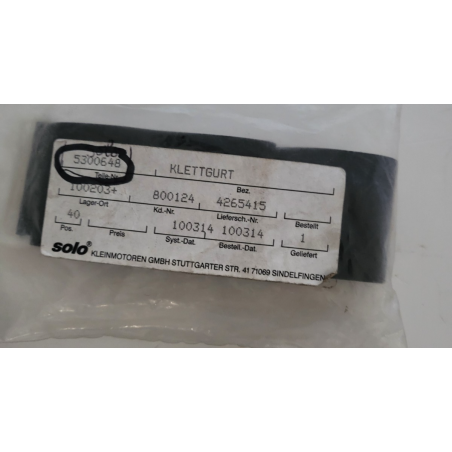 5300648 KLETTGURT
Teile-Nr. Bez.
100203+ 800124 4265415
Lager-Ort Kd.-Nr. Liefersch.-Nr. Bestellt
40 100314 100314 1
Pos. Preis Syst.-Dat. Bestell.-Dat. Geliefert
solo®
KLEINMOTOREN GMBH STUTTGARTER STR. 41 71069 SINDELFINGEN